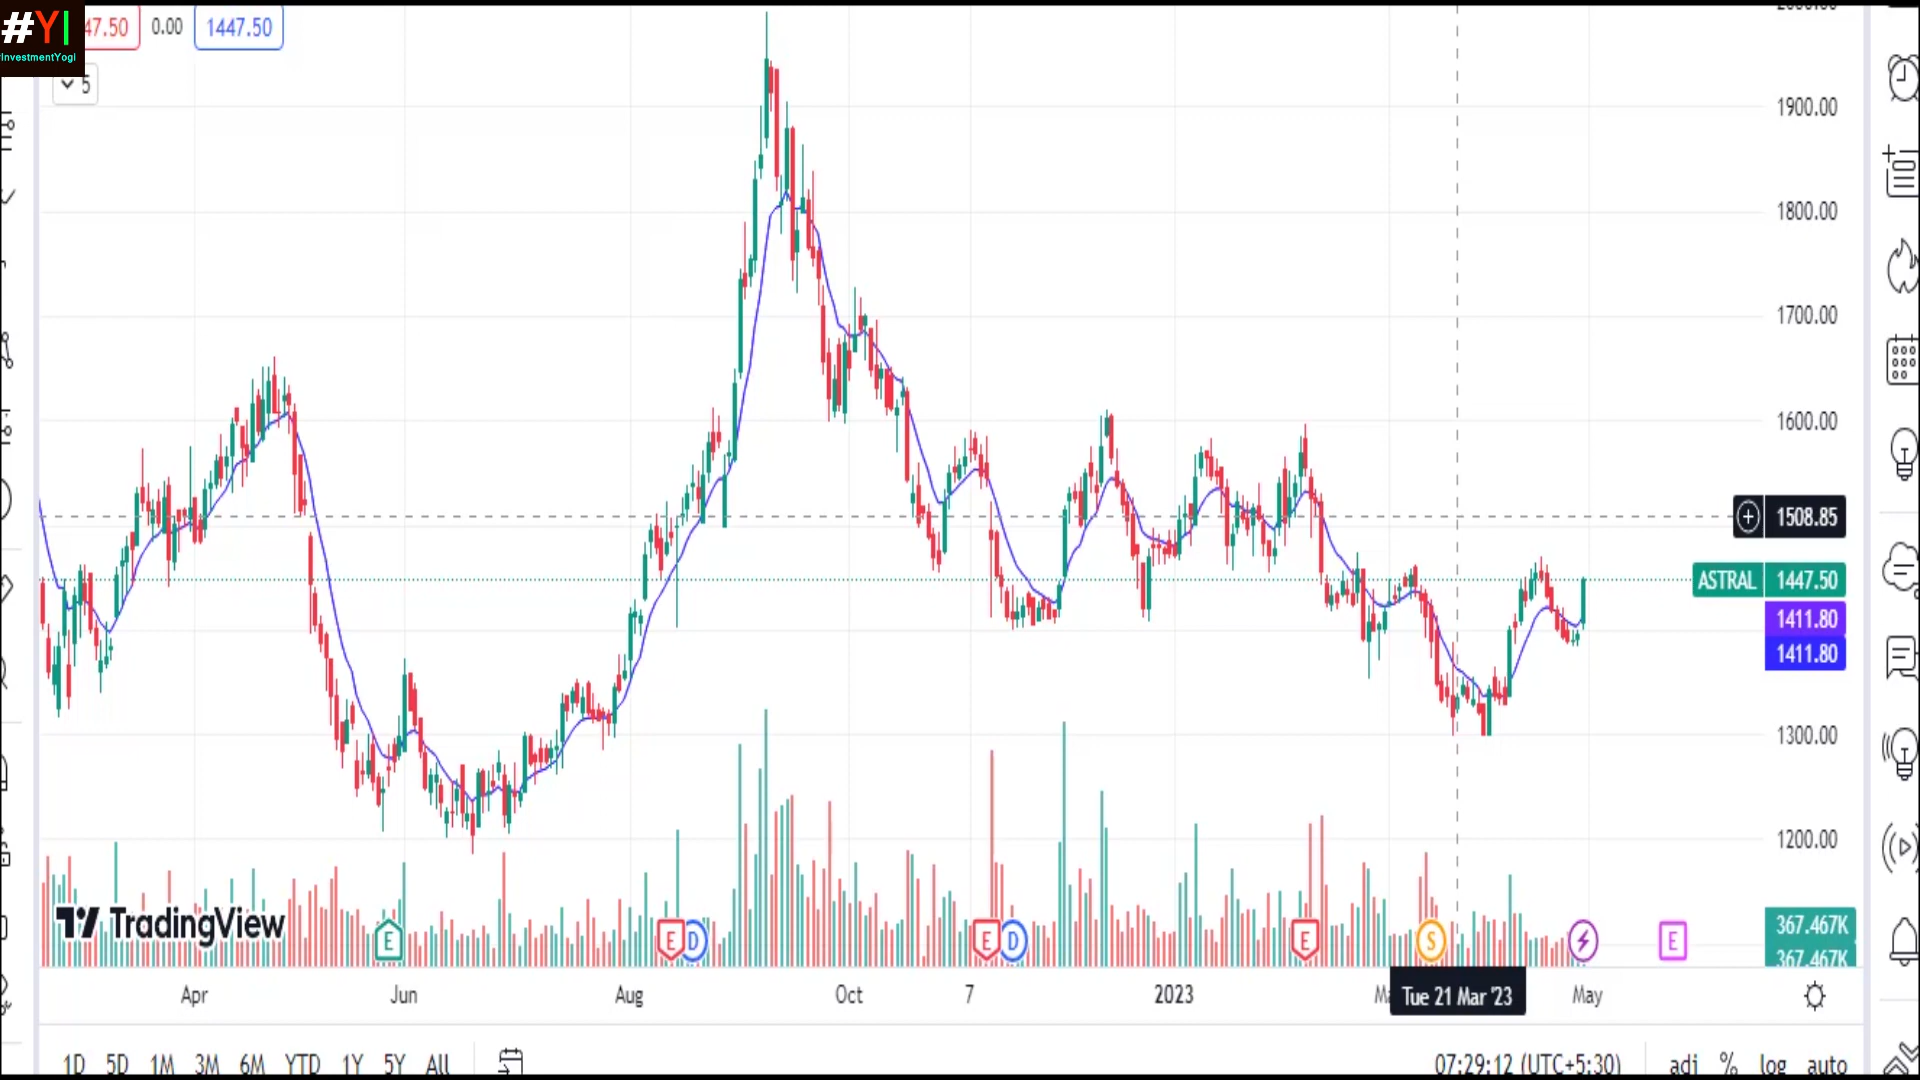 #YI
InvestmentYogi
47.50
0.00
1447.50
5
1900.00
1800.00
1700.00
1600.00
1508.85
ASTRAL 1447.50
1411.80
1411.80
1300.00
1200.00
367.467K
367.467K
TradingView
E
E D
E D
E
S
E
Apr
Jun
Aug
Oct
7
2023
Tue 21 Mar '23
May
1D 5D 1M 3M 6M YTD 1Y 5Y All
07:29:12 (UTC+5:30)
adj % log auto